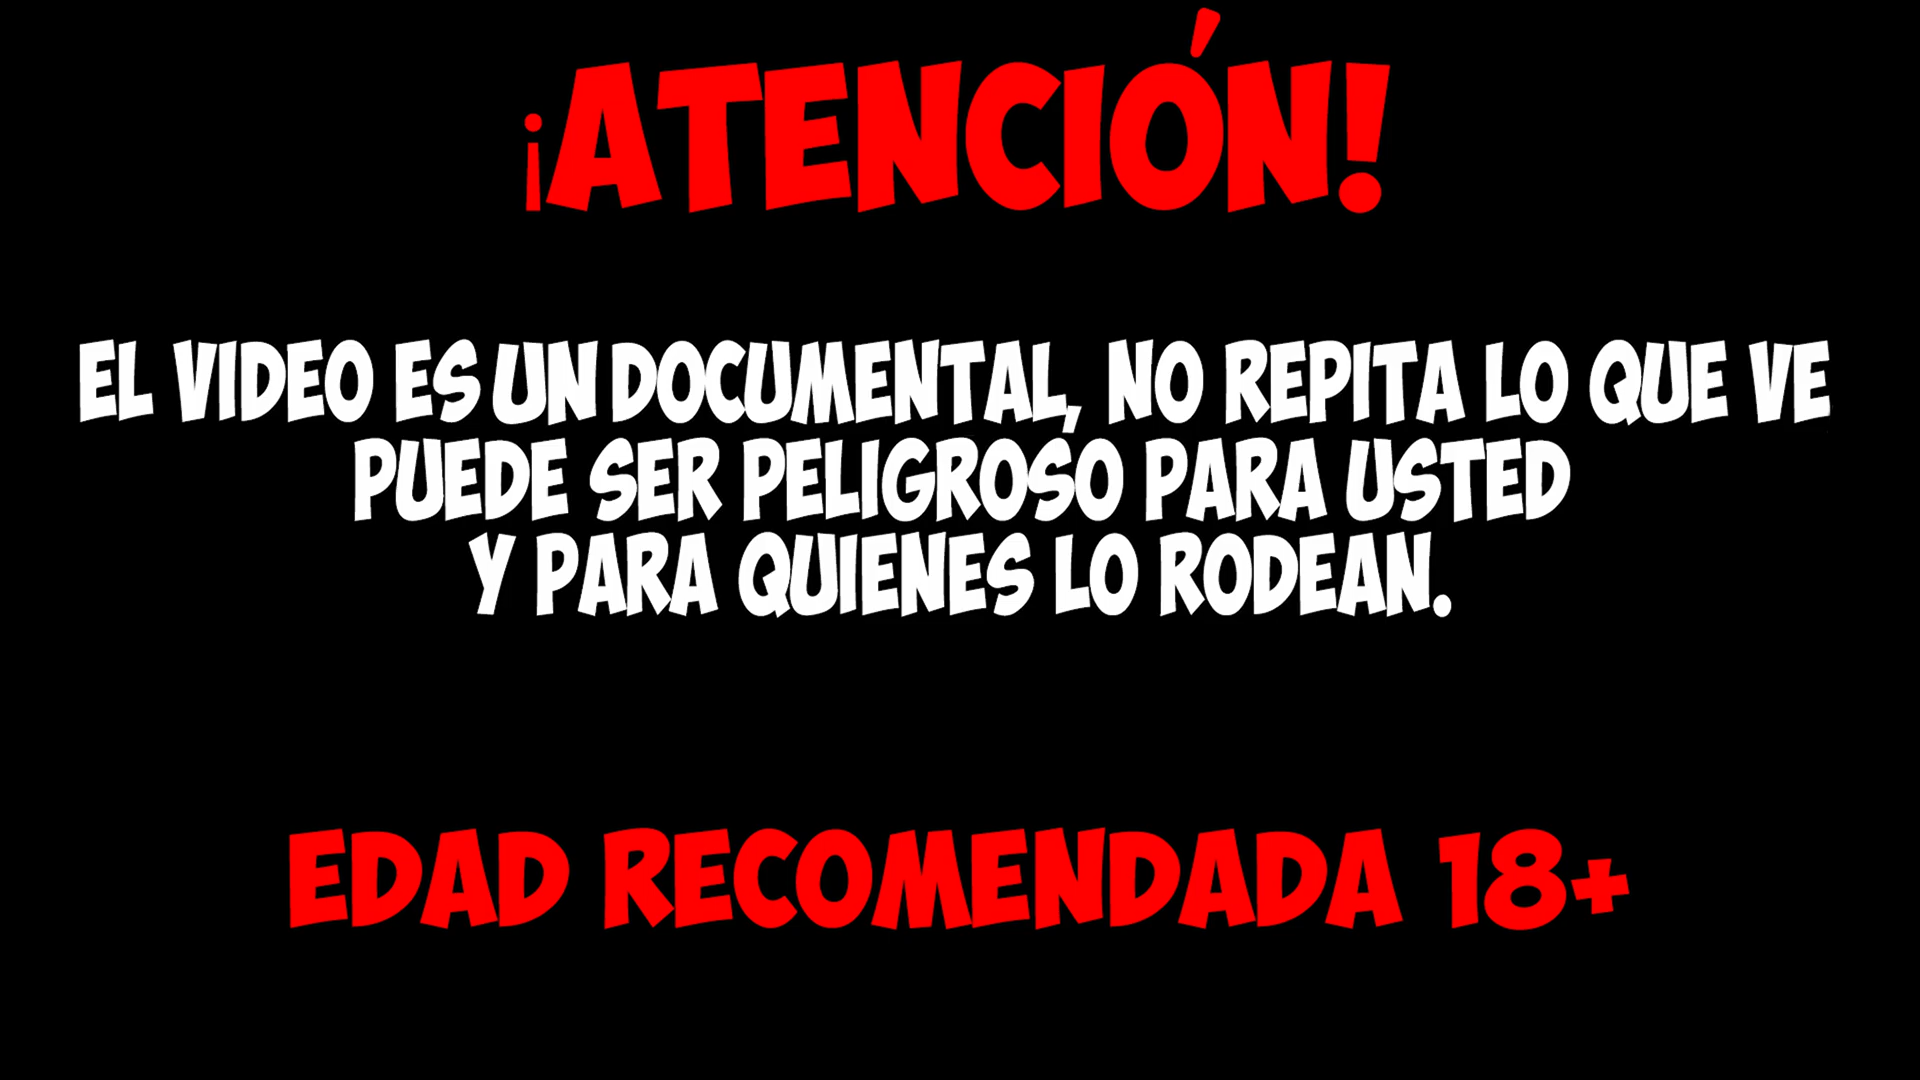 ¡ATENCIÓN!
EL VIDEO ES UN DOCUMENTAL, NO REPITA LO QUE VE
PUEDE SER PELIGROSO PARA USTED
Y PARA QUIENES LO RODEAN.
EDAD RECOMENDADA 18+